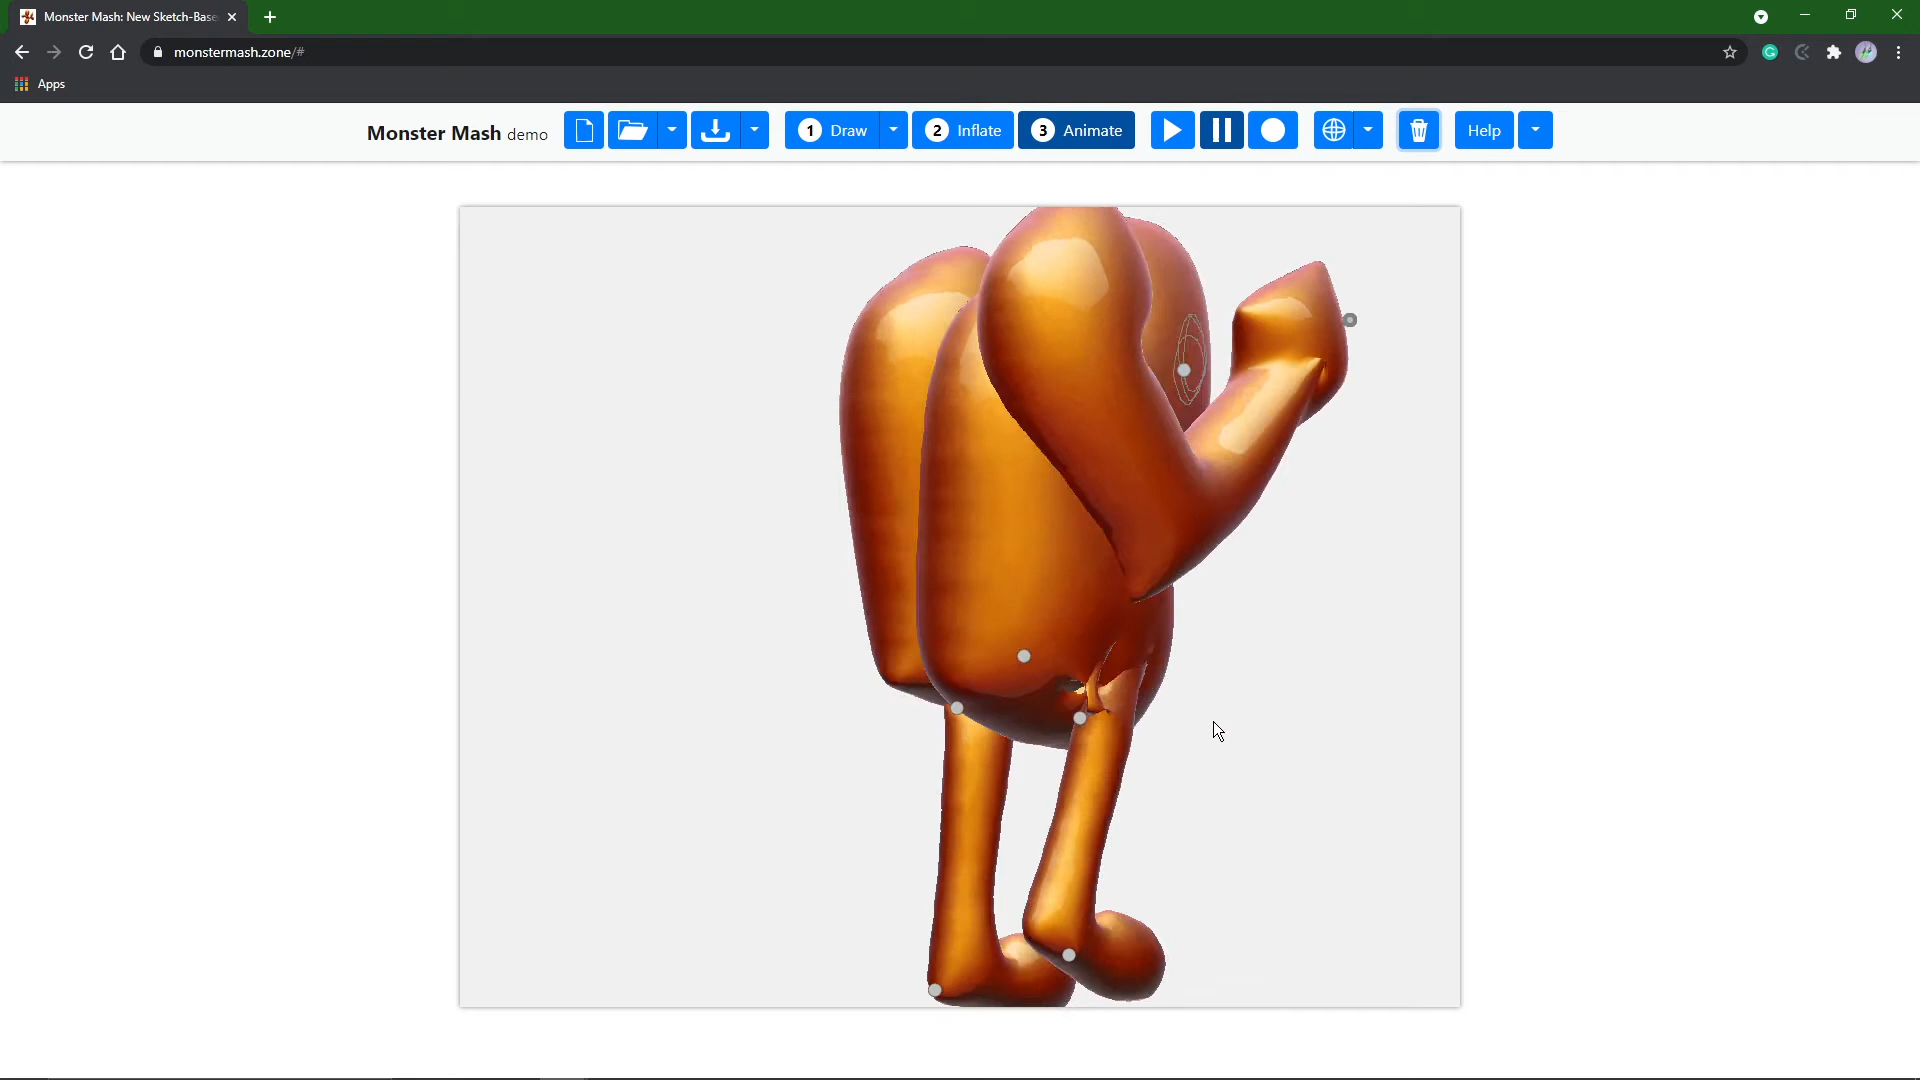 Monster Mash: New Sketch-Base
monstermash.zone/#
Apps
Monster Mash demo
1 Draw
2 Inflate
3 Animate
Help